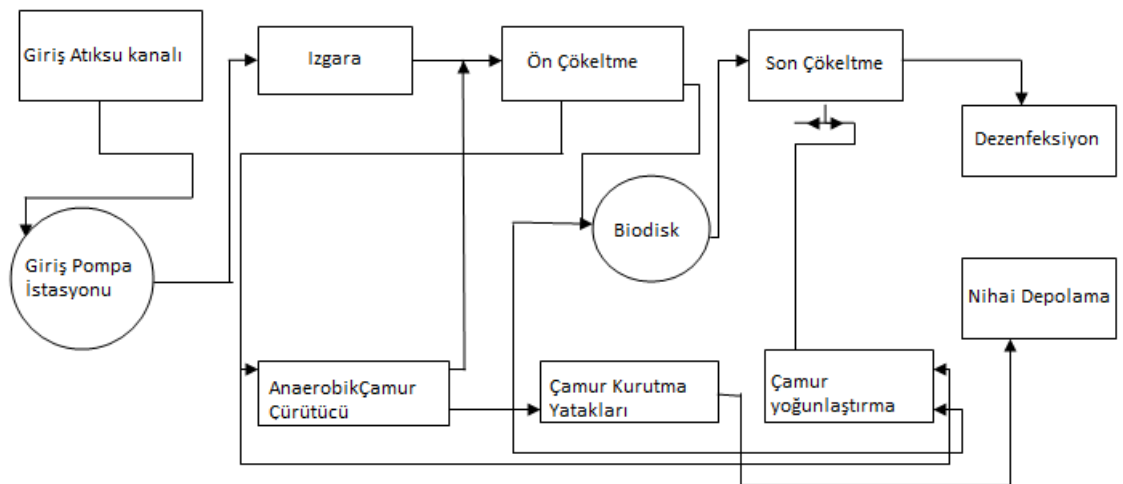 Giriş Atıksu kanalı
Izgara
Ön Çökeltme
Son Çökeltme
Dezenfeksiyon
Biodisk
Giriş Pompa
İstasyonu
Nihai Depolama
AnaerobikÇamur
Çürütücü
Çamur Kurutma
Yatakları
Çamur
yoğunlaştırma